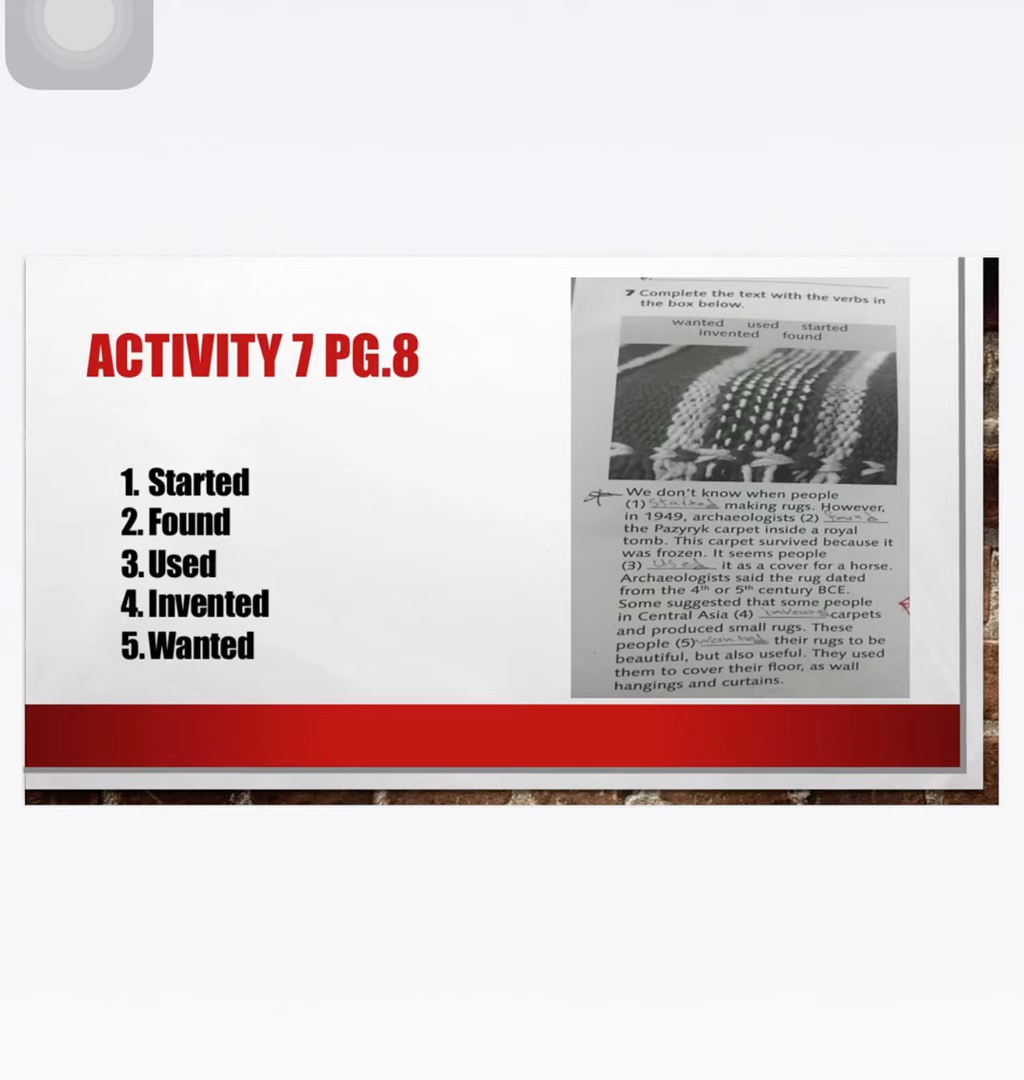 ACTIVITY 7 PG.8
1. Started
2. Found
3. Used
4. Invented
5. Wanted
7 Complete the text with the verbs in
the box below.
wanted used started
invented found
We don't know when people
(1) Started making rugs. However,
in 1949, archaeologists (2) found
the Pazyryk carpet inside a royal
tomb. This carpet survived because it
was frozen. It seems people
(3) Used it as a cover for a horse.
Archaeologists said the rug dated
from the 4th or 5th century BCE.
Some suggested that some people
in Central Asia (4) carpets
and produced small rugs. These
people (5) wanted their rugs to be
beautiful, but also useful. They used
them to cover their floor, as wall
hangings and curtains.